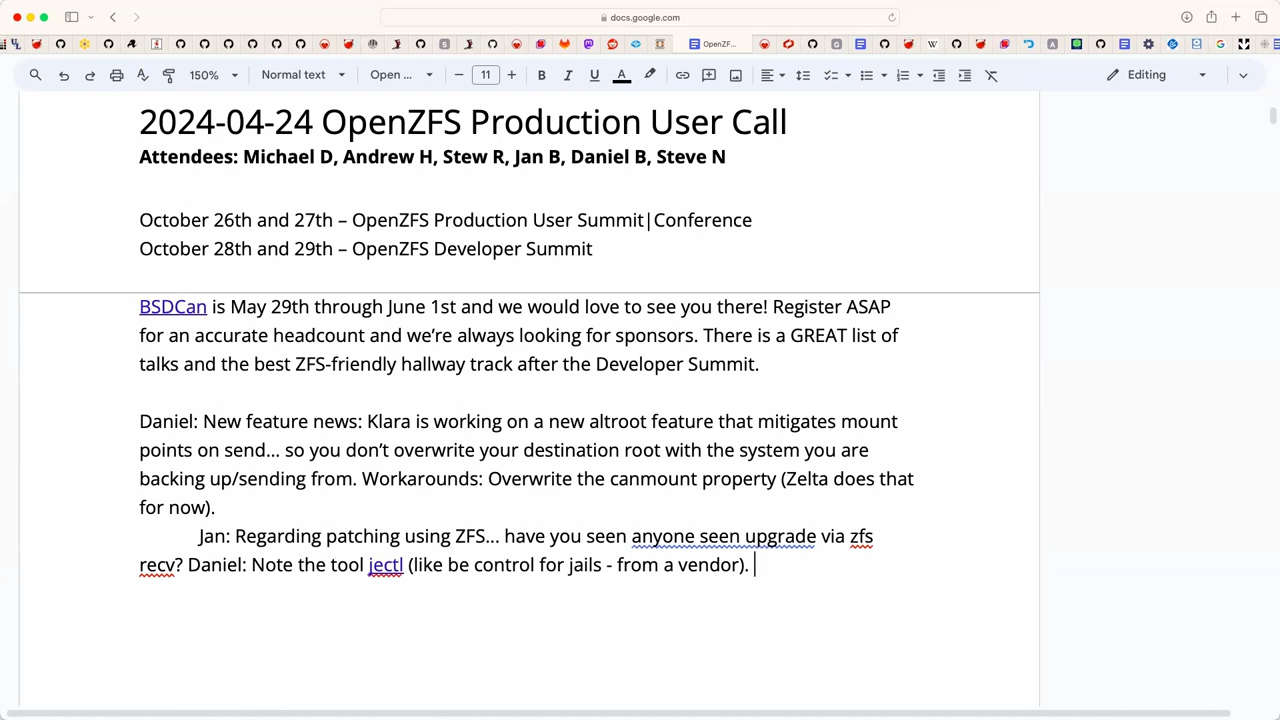 docs.google.com
OpenZF...
150%
Normal text
Open ...
11
Editing
2024-04-24 OpenZFS Production User Call
Attendees: Michael D, Andrew H, Stew R, Jan B, Daniel B, Steve N
October 26th and 27th – OpenZFS Production User Summit|Conference
October 28th and 29th – OpenZFS Developer Summit
BSDCan is May 29th through June 1st and we would love to see you there! Register ASAP
for an accurate headcount and we’re always looking for sponsors. There is a GREAT list of
talks and the best ZFS-friendly hallway track after the Developer Summit.
Daniel: New feature news: Klara is working on a new altroot feature that mitigates mount
points on send... so you don’t overwrite your destination root with the system you are
backing up/sending from. Workarounds: Overwrite the canmount property (Zelta does that
for now).
Jan: Regarding patching using ZFS... have you seen anyone seen upgrade via zfs
recv? Daniel: Note the tool jectl (like be control for jails - from a vendor).